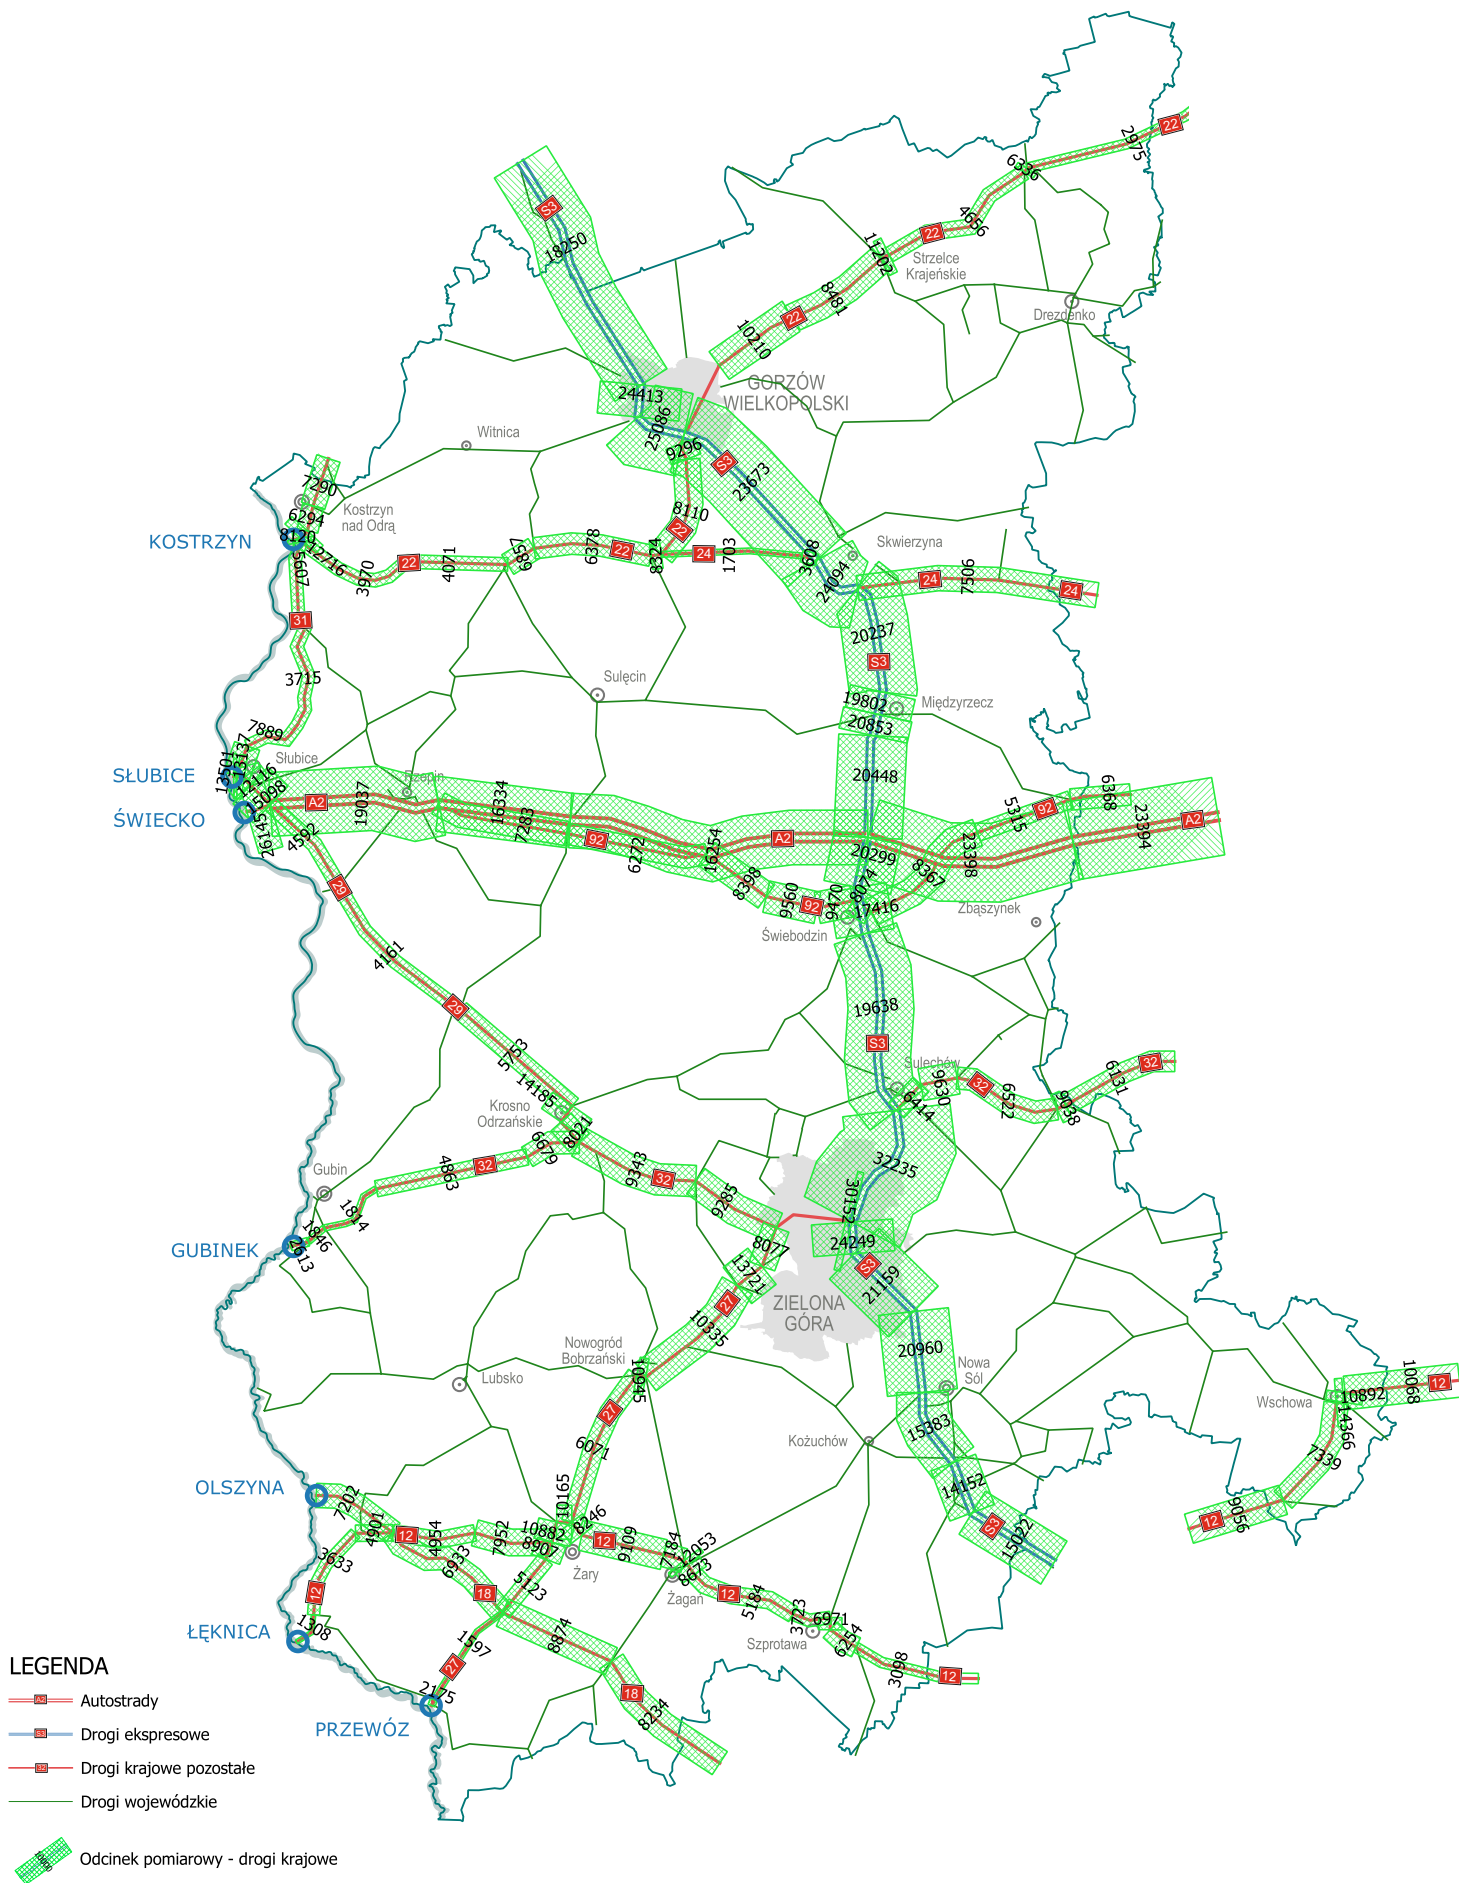 22
2975
6336
S3
18250
4656
22
11202
Strzelce
Krajeńskie
8481
22
10210
Drezdenko
24413
GORZÓW
WIELKOPOLSKI
25086
9296
Witnica
S3
23673
7290
6294
Kostrzyn
nad Odrą
8110
KOSTRZYN
8120
12716
5607
3970
22
4071
6378
22
8324
22
24
1703
3608
24094
Skwierzyna
24
7506
24
31
20237
S3
3715
Sulęcin
19802
Międzyrzecz
20853
7889
13137
Słubice
SŁUBICE
12116
15098
ŚWIECKO
26145
4592
A2
19037
Rzepin
16334
7283
92
6272
16254
A2
20448
20299
5315
92
6368
23394
A2
23398
8367
8074
8398
9560
92
9470
17416
Świebodzin
Zbąszynek
29
4161
29
19638
S3
5753
14185
Krosno
Odrzańskie
8021
Sulechów
6414
9630
32
6522
9038
6131
32
6679
32
4863
9343
32
9285
Gubin
1814
1846
2613
GUBINEK
32235
30152
24249
S3
21159
8077
13721
27
10335
ZIELONA
GÓRA
Nowogród
Bobrzański
10945
Lubsko
20960
Nowa
Sól
15383
Kożuchów
14152
S3
15022
Wschowa
10892
10068
12
14366
7339
9056
12
27
6071
10165
OLSZYNA
7202
4901
12
4954
7952
10882
8907
8246
12
9109
Żary
7184
12053
8673
Żagań
12
5184
3723
6971
Szprotawa
6254
3098
12
3633
12
6933
18
5123
8874
18
8234
ŁĘKNICA
1308
1597
27
2175
PRZEWÓZ
LEGENDA
Autostrady
Drogi ekspresowe
32
Drogi krajowe pozostałe
Drogi wojewódzkie
10000
Odcinek pomiarowy - drogi krajowe